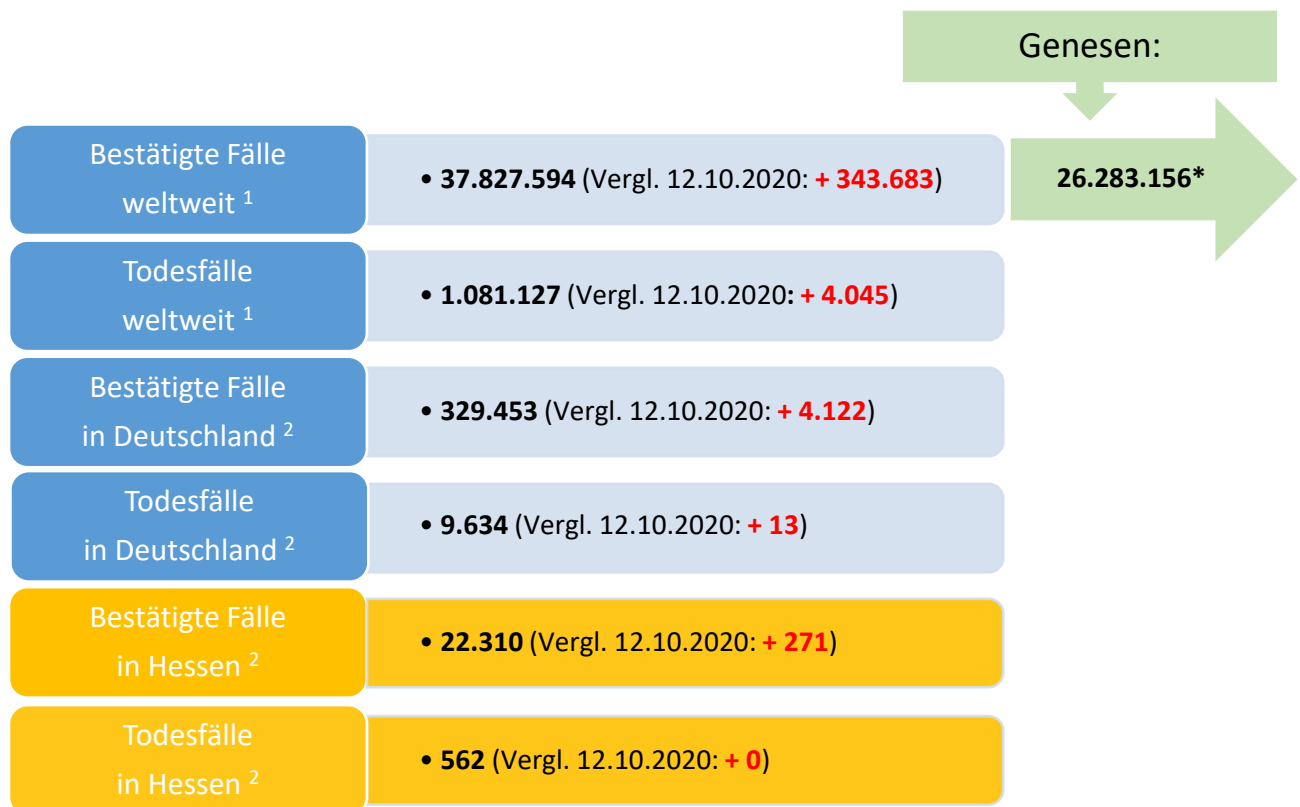 Genesen:
Bestätigte Fälle
weltweit ¹
• 37.827.594 (Vergl. 12.10.2020: + 343.683)
26.283.156*
Todesfälle
weltweit ¹
• 1.081.127 (Vergl. 12.10.2020: + 4.045)
Bestätigte Fälle
in Deutschland ²
• 329.453 (Vergl. 12.10.2020: + 4.122)
Todesfälle
in Deutschland ²
• 9.634 (Vergl. 12.10.2020: + 13)
Bestätigte Fälle
in Hessen ²
• 22.310 (Vergl. 12.10.2020: + 271)
Todesfälle
in Hessen ²
• 562 (Vergl. 12.10.2020: + 0)